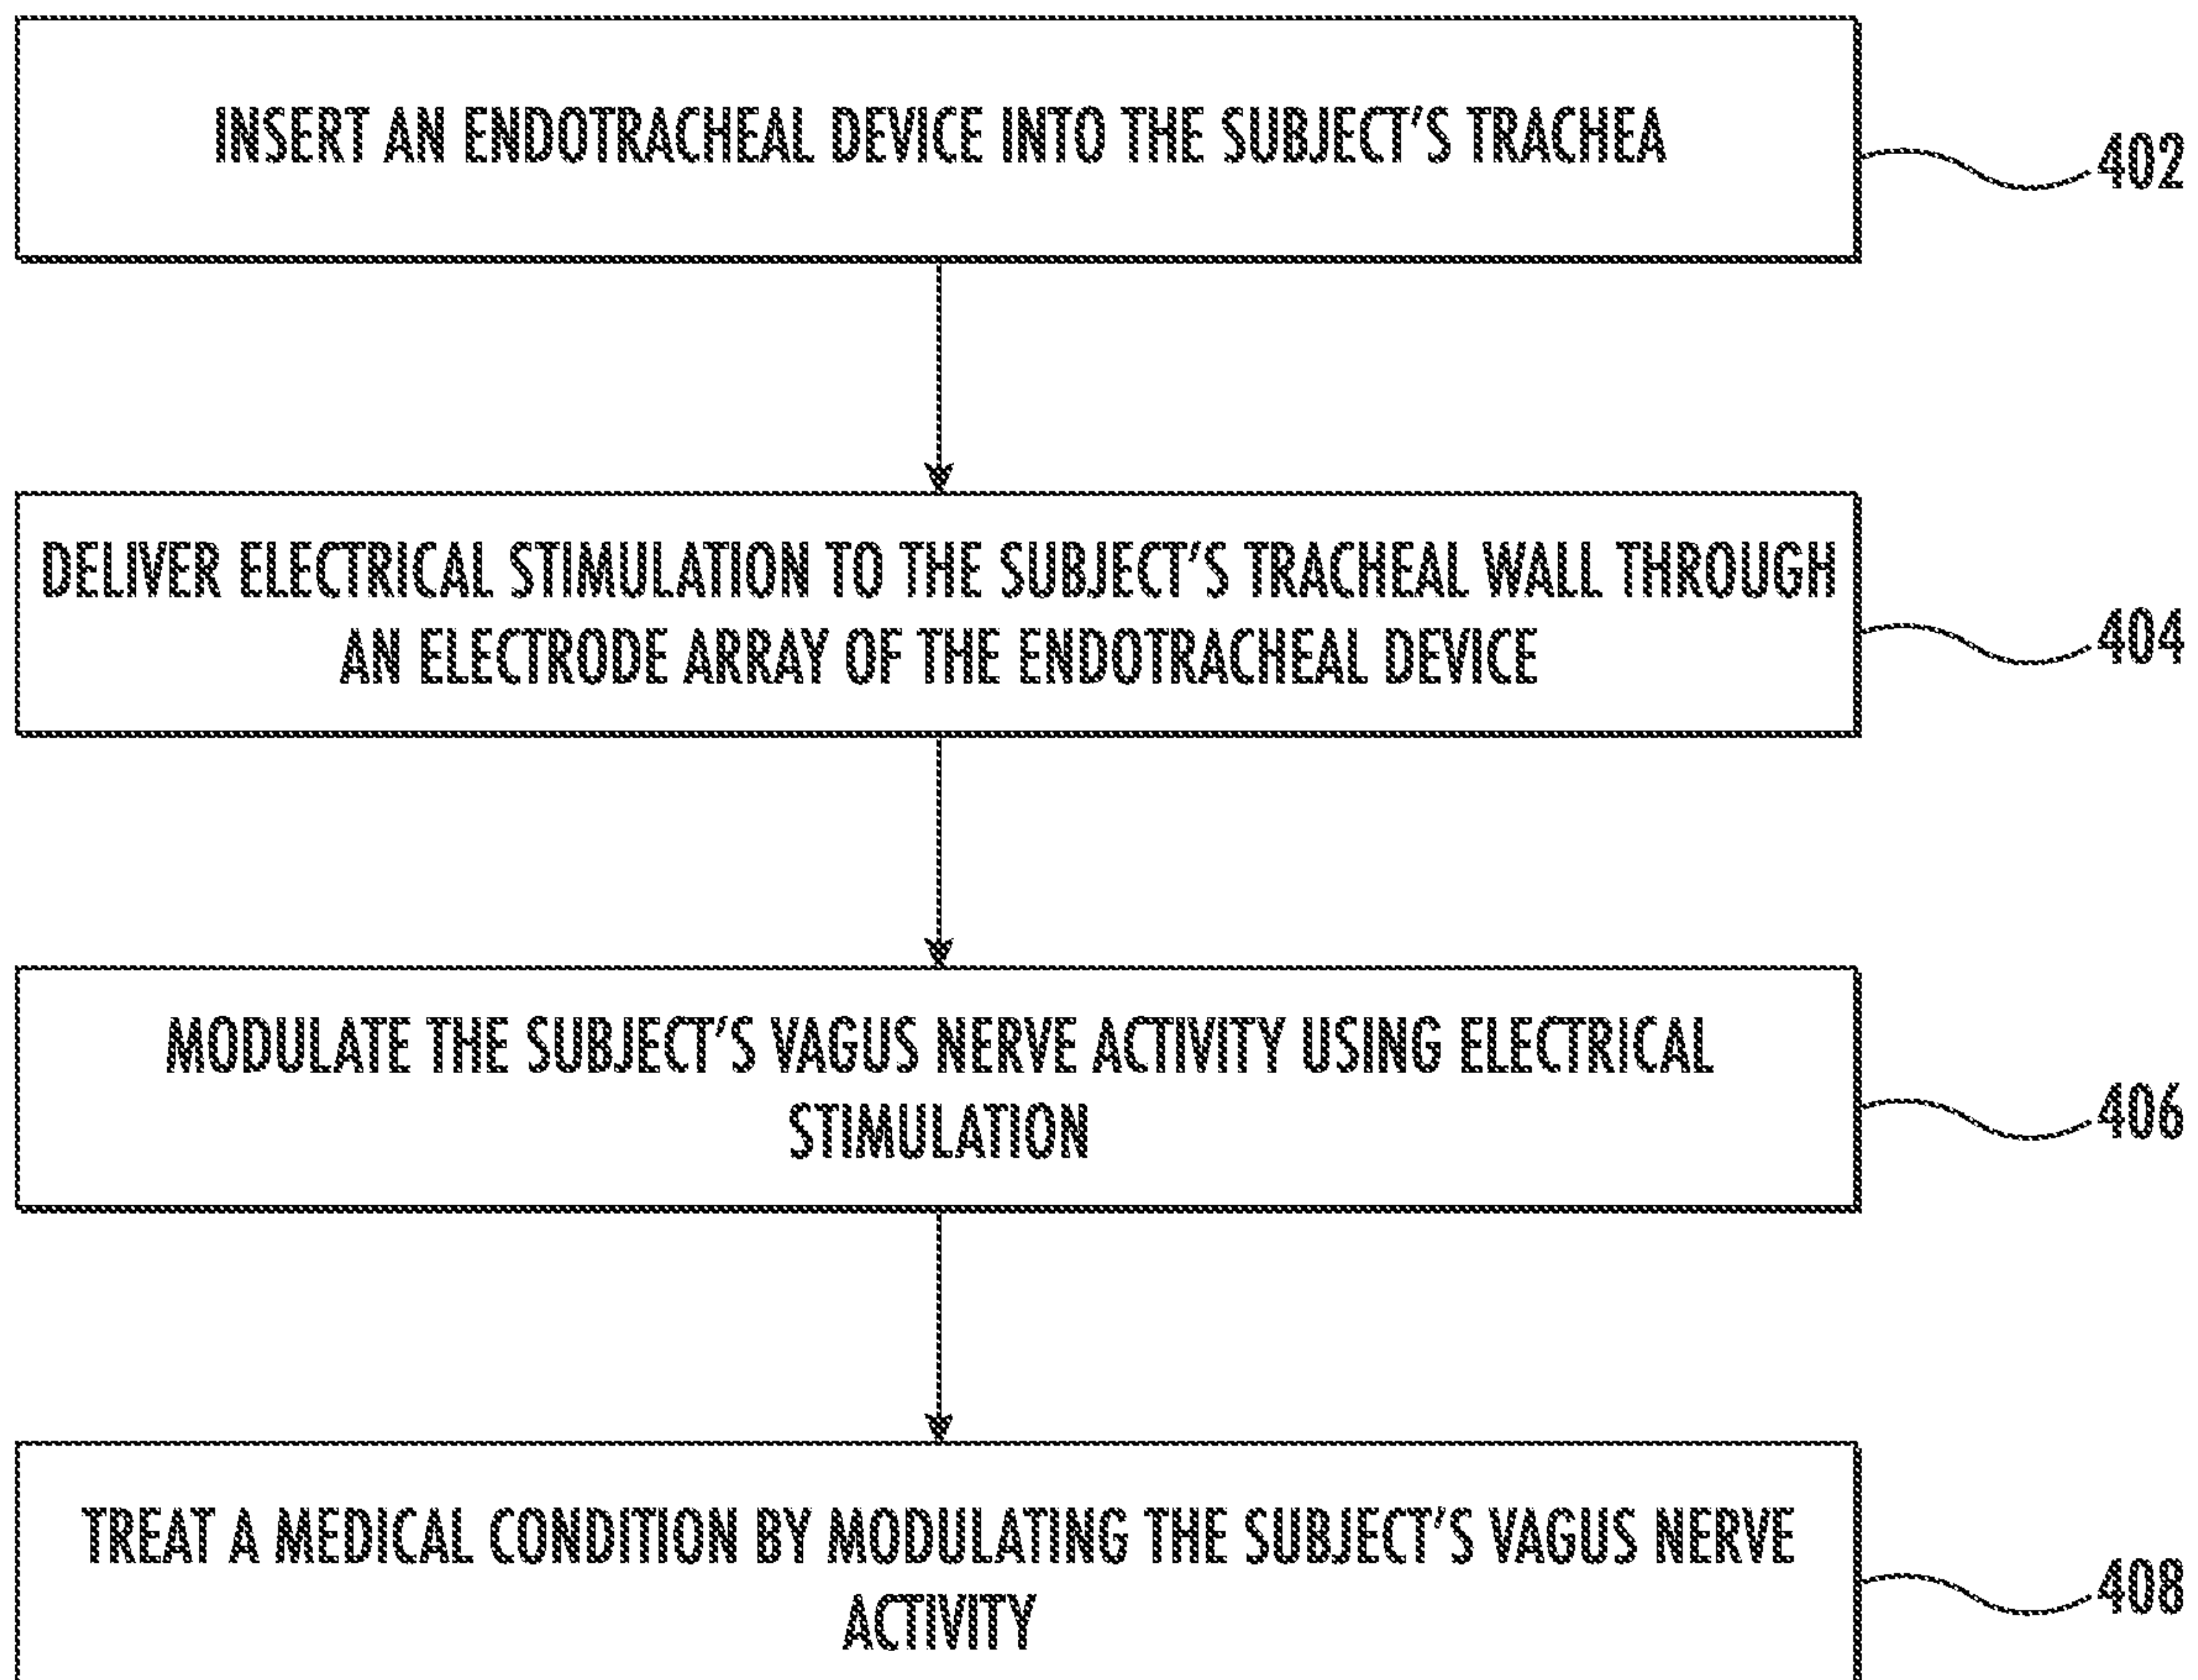 INSERT AN ENDOTRACHEAL DEVICE INTO THE SUBJECT'S TRACHEA
402
DELIVER ELECTRICAL STIMULATION TO THE SUBJECT'S TRACHEAL WALL THROUGH
AN ELECTRODE ARRAY OF THE ENDOTRACHEAL DEVICE
404
MODULATE THE SUBJECT'S VAGUS NERVE ACTIVITY USING ELECTRICAL
STIMULATION
406
TREAT A MEDICAL CONDITION BY MODULATING THE SUBJECT'S VAGUS NERVE
ACTIVITY
408